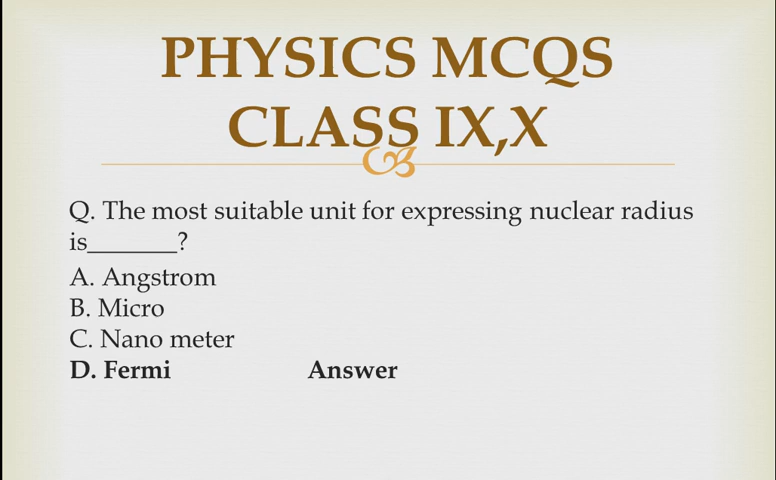 PHYSICS MCQS
CLASS IX,X
Q. The most suitable unit for expressing nuclear radius
is_______?
A. Angstrom
B. Micro
C. Nano meter
D. Fermi Answer